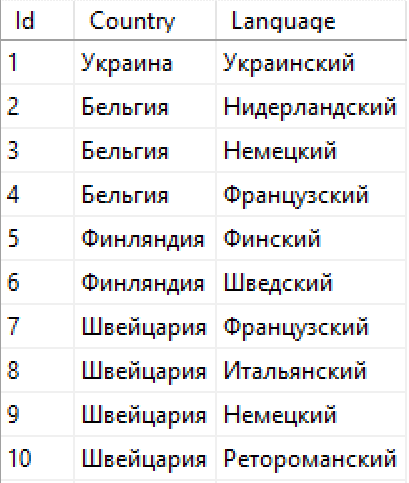 Id Country Language
1 Украина Украинский
2 Бельгия Нидерландский
3 Бельгия Немецкий
4 Бельгия Французский
5 Финляндия Финский
6 Финляндия Шведский
7 Швейцария Французский
8 Швейцария Итальянский
9 Швейцария Немецкий
10 Швейцария Ретороманский